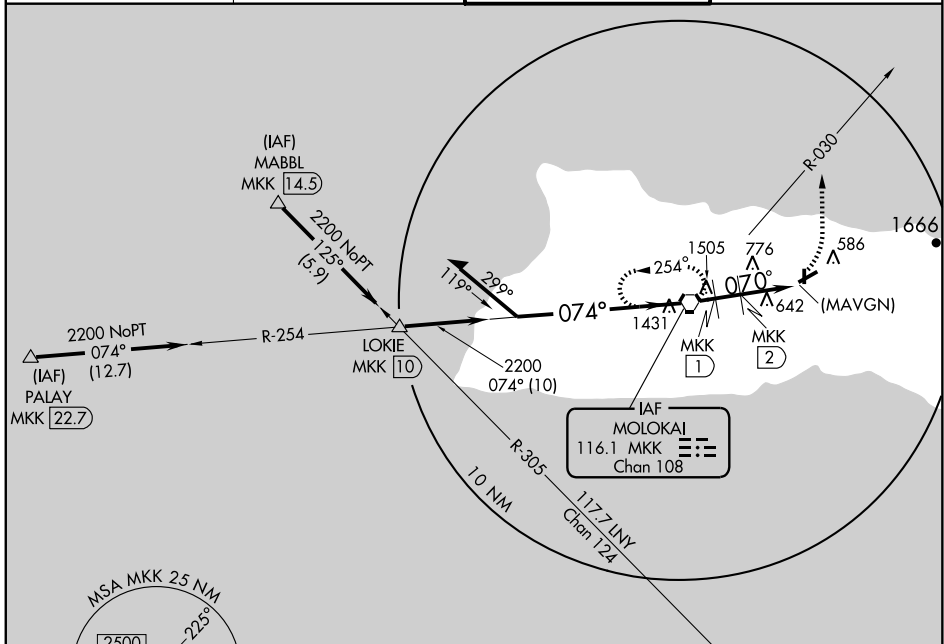 (IAF)
MABBL
MKK 14.5
2200 NoPT
125°
(5.9)
R-030
1666
776
586
1505
254°
070°
299°
119°
074°
1431
642
(MAVGN)
MKK
1
MKK
2
2200 NoPT
074°
(12.7)
R-254
(IAF)
PALAY
MKK 22.7
LOKIE
MKK 10
2200
074° (10)
IAF
MOLOKAI
116.1 MKK
Chan 108
R-305
117.7 LNY
Chan 124
10 NM
MSA MKK 25 NM
225°
2500